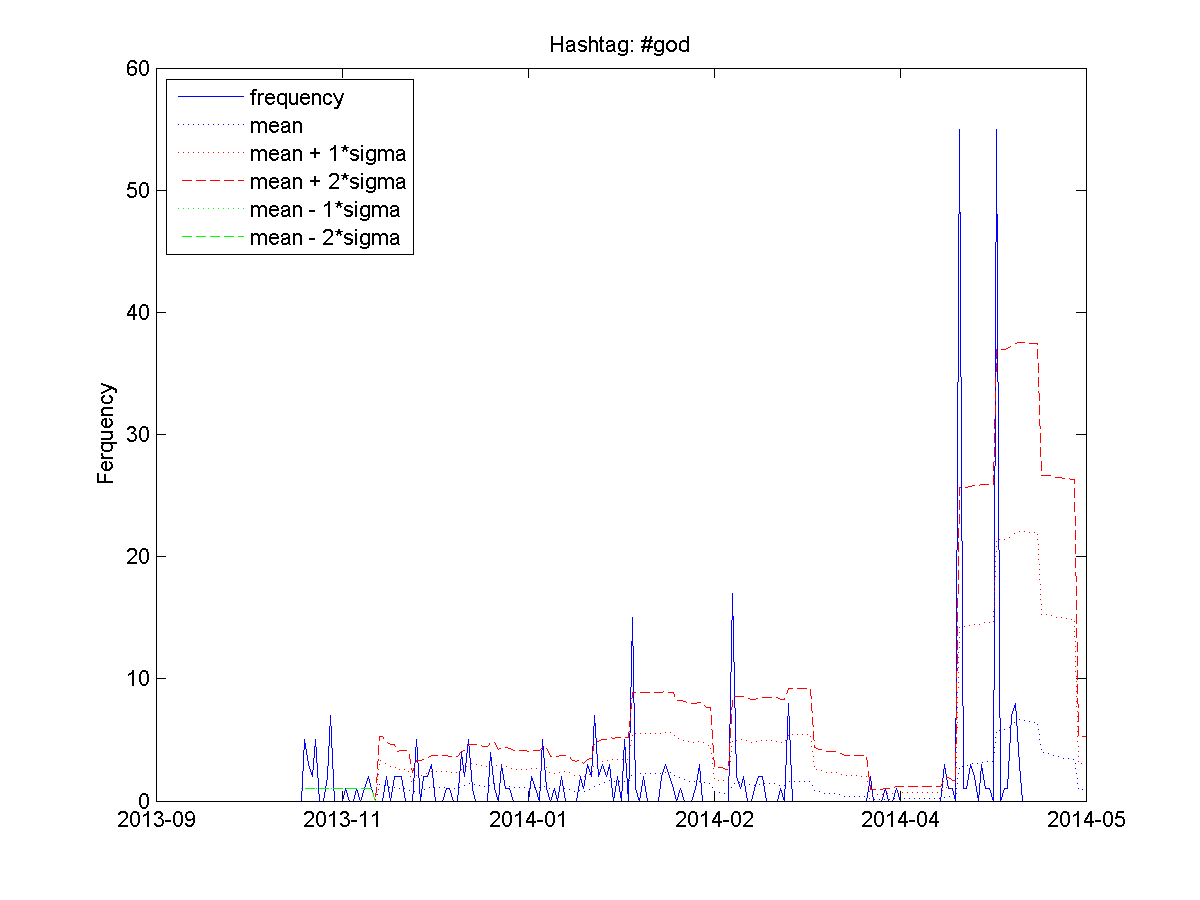 Hashtag: #god
60
50
40
30
20
10
0
Ferquency
frequency
mean
mean + 1*sigma
mean + 2*sigma
mean - 1*sigma
mean - 2*sigma
2013-09 2013-11 2014-01 2014-02 2014-04 2014-05